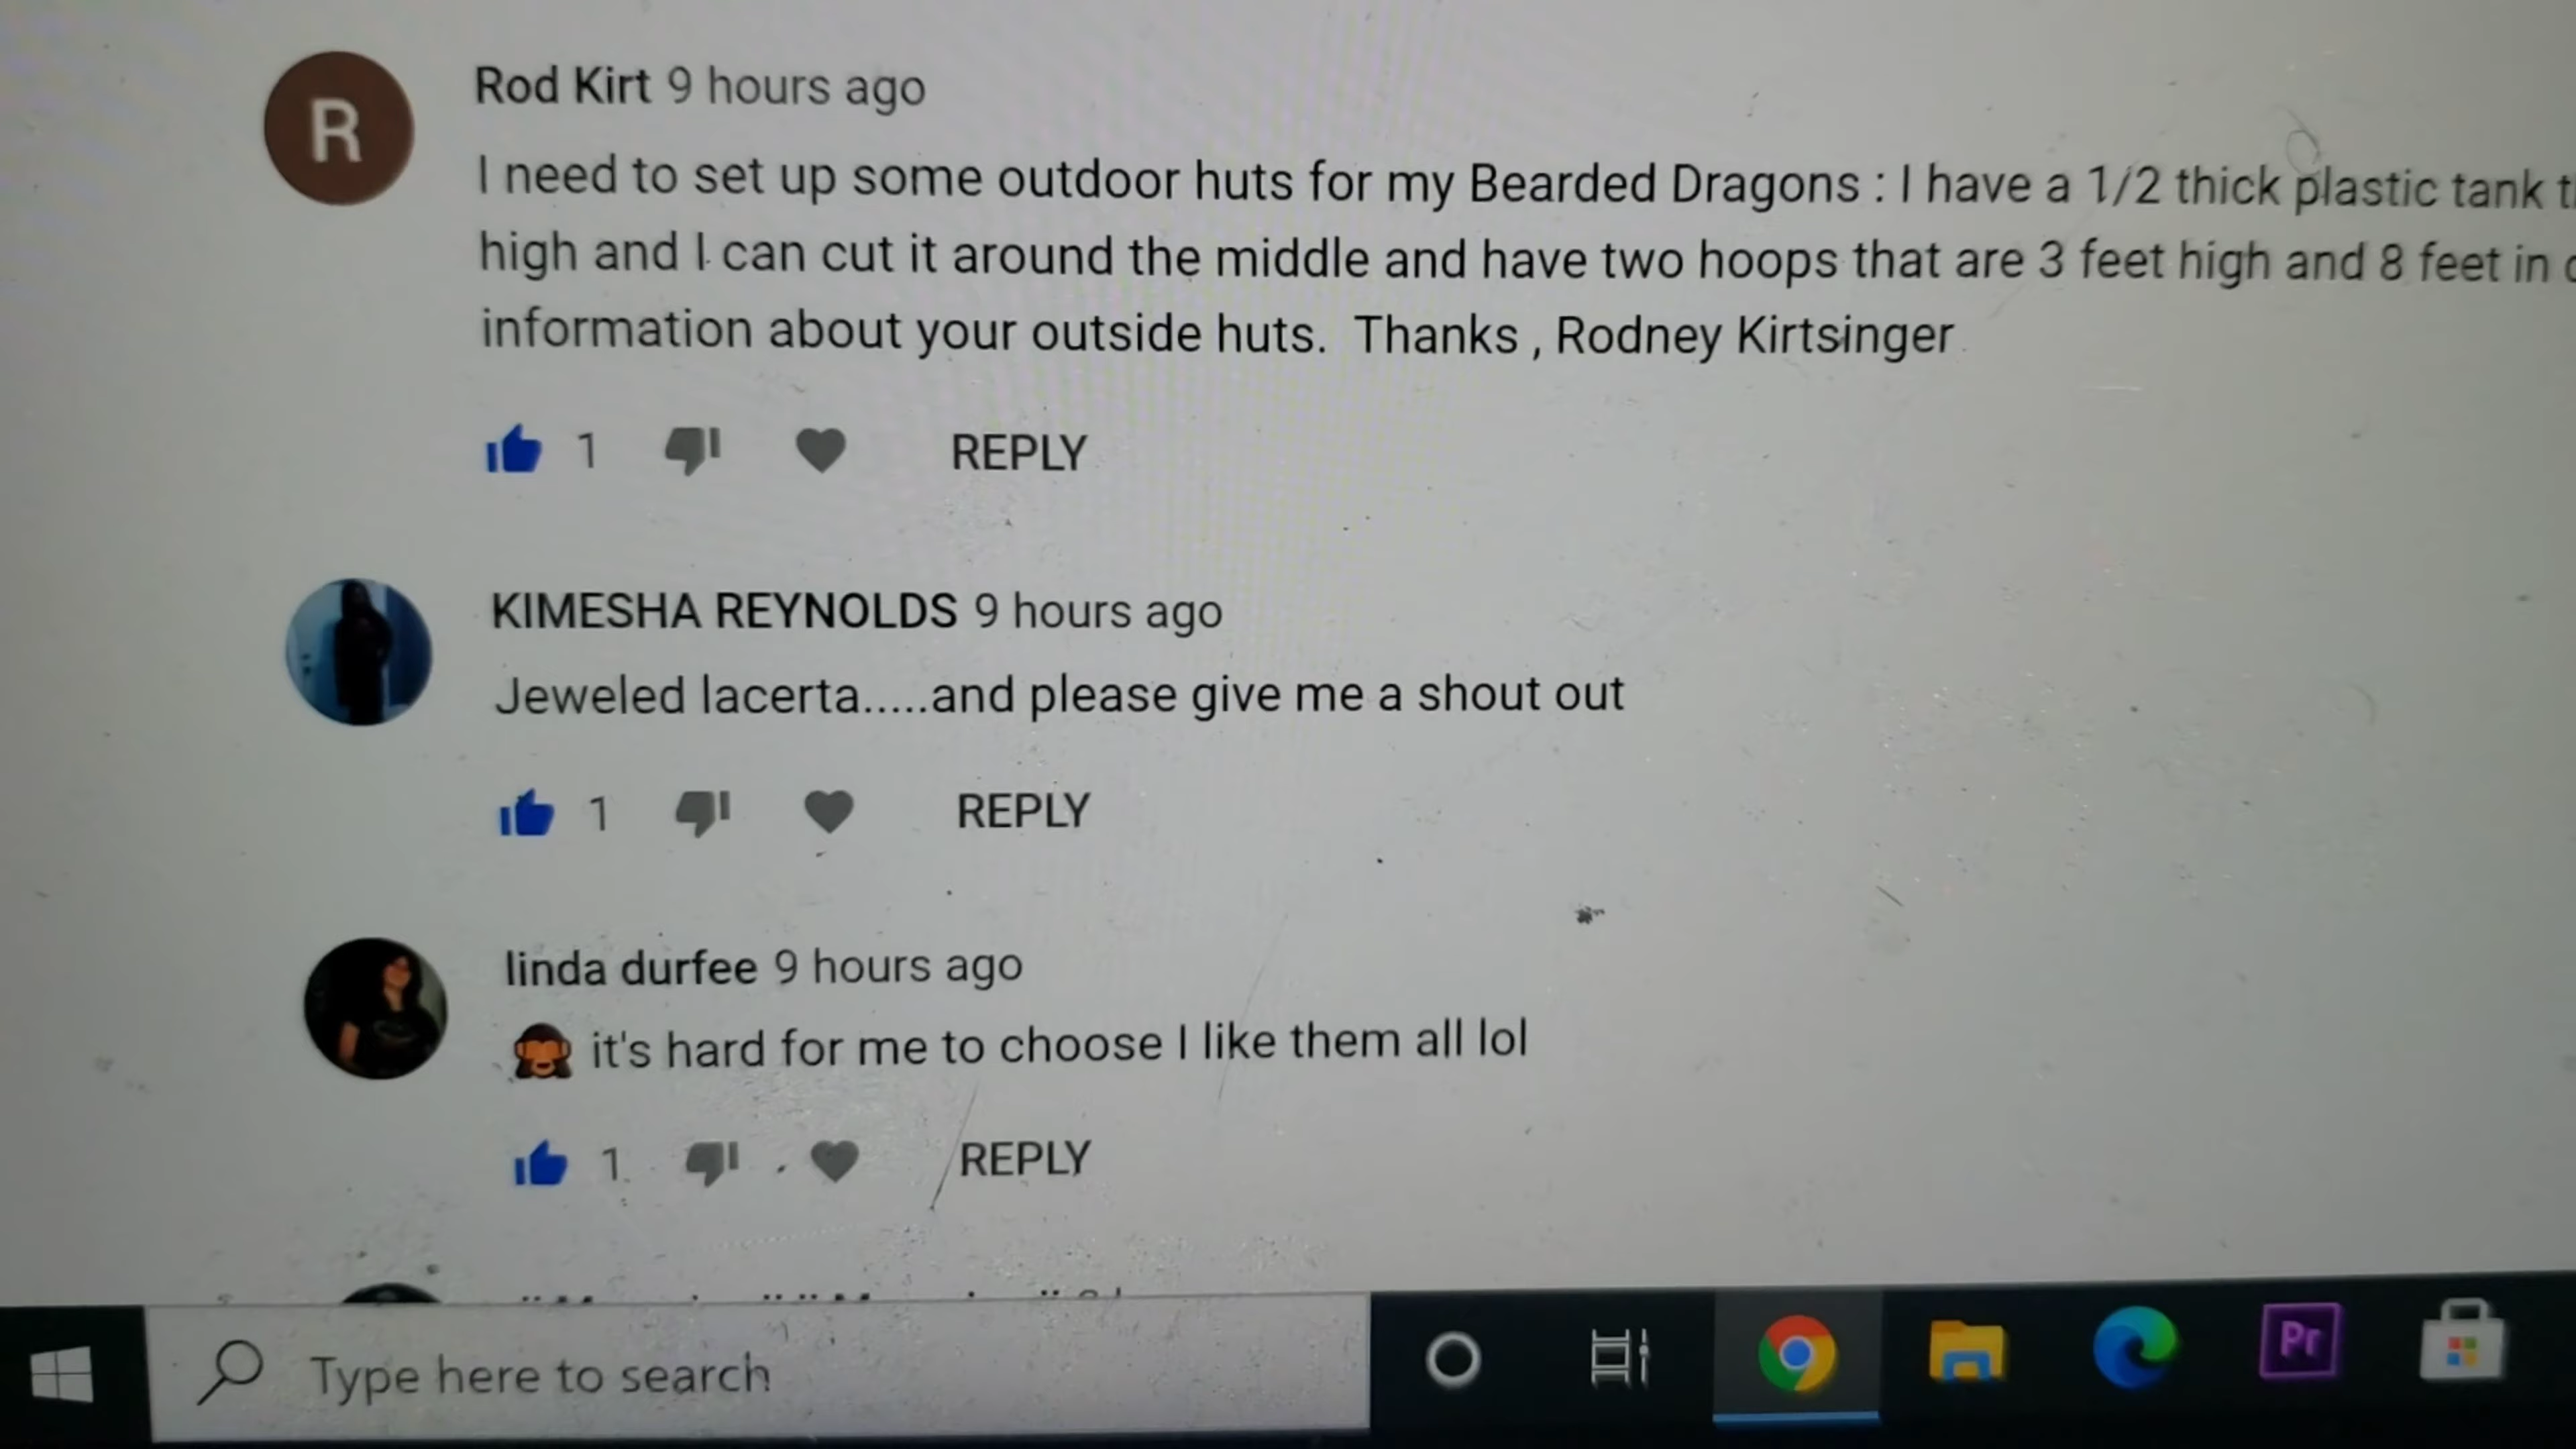 R
Rod Kirt 9 hours ago
I need to set up some outdoor huts for my Bearded Dragons : I have a 1/2 thick plastic tank
high and I can cut it around the middle and have two hoops that are 3 feet high and 8 feet in
information about your outside huts. Thanks , Rodney Kirtsinger
1 REPLY
KIMESHA REYNOLDS 9 hours ago
Jeweled lacerta.....and please give me a shout out
1 REPLY
linda durfee 9 hours ago
🙉 it's hard for me to choose I like them all lol
1 REPLY
Type here to search
Pr